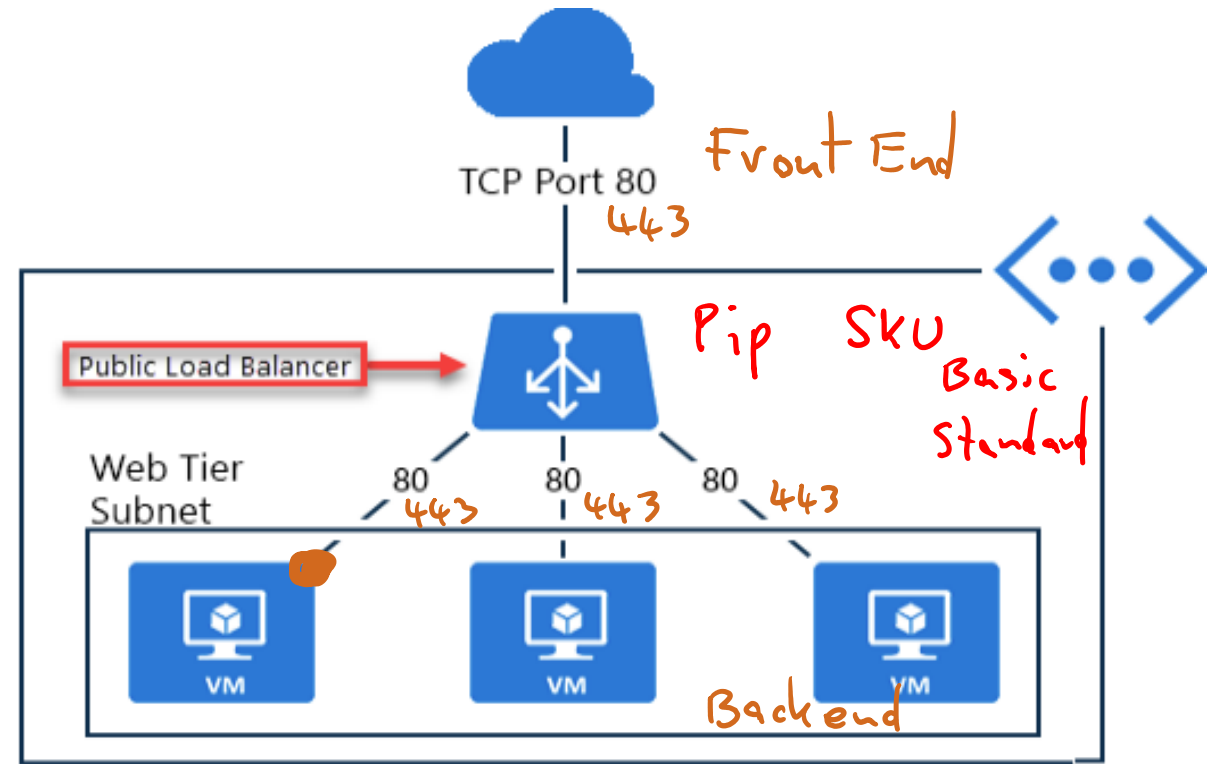 Front End
TCP Port 80
443
Pip SKU
Basic
Standard
Public Load Balancer
Web Tier
Subnet
80 80 80
443 443 443
VM VM VM
Backend